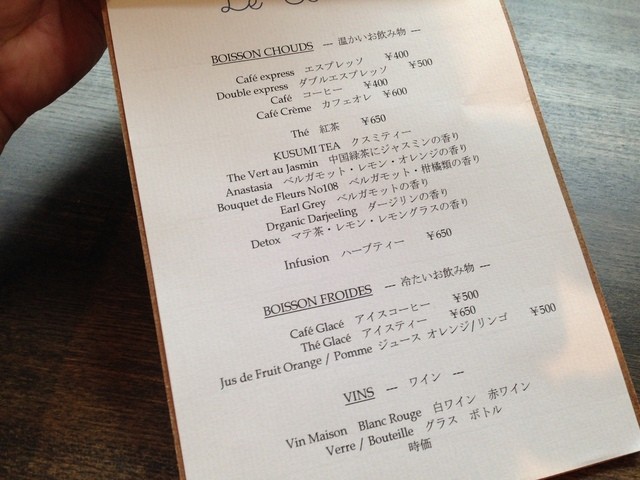 Le
BOISSON CHOUDS --- 温かいお飲み物 ---
Café express エスプレッソ ¥400
Double express ダブルエスプレッソ ¥500
Café コーヒー ¥400
Café Crème カフェオレ ¥600
Thé 紅茶 ¥650
KUSUMI TEA クスミティー
The Vert au Jasmin 中国緑茶にジャスミンの香り
Anastasia ベルガモット・レモン・オレンジの香り
Bouquet de Fleurs No108 ベルガモット・柑橘類の香り
Earl Grey ベルガモットの香り
Drganic Darjeeling ダージリンの香り
Detox マテ茶・レモン・レモングラスの香り
Infusion ハーブティー ¥650
BOISSON FROIDES --- 冷たいお飲み物 ---
Café Glacé アイスコーヒー ¥500
Thé Glacé アイスティー ¥650
Jus de Fruit Orange / Pomme ジュース オレンジ/リンゴ ¥500
VINS --- ワイン ---
Vin Maison Blanc Rouge 白ワイン 赤ワイン
Verre / Bouteille グラス ボトル
時価